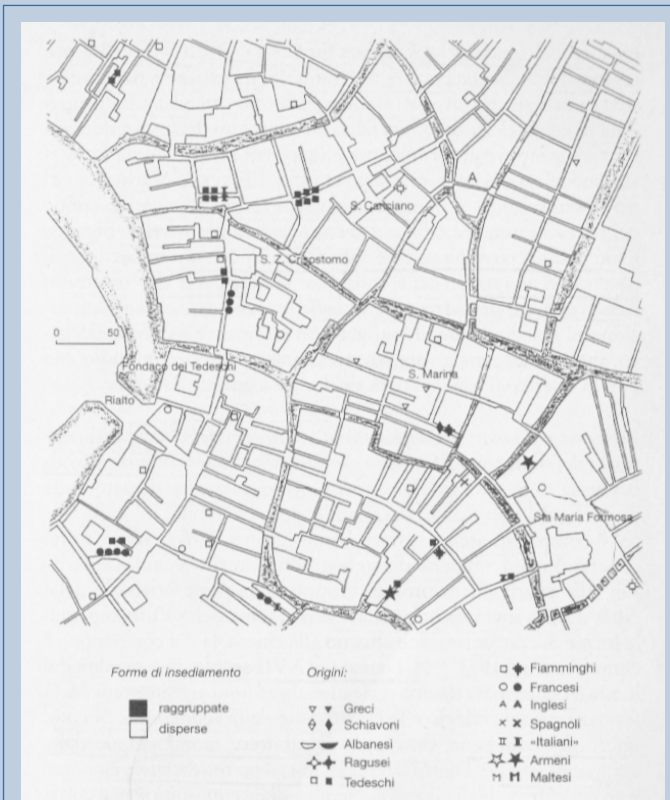 A
S. Canciano
S. Z. Crisostomo
0 50
Fondaco dei Tedeschi
S. Marina
Rialto
Sta Maria Formosa
Forme di insediamento
raggruppate
disperse
Origini:
Greci
Schiavoni
Albanesi
Ragusei
Tedeschi
Fiamminghi
Francesi
A A Inglesi
Spagnoli
«Italiani»
Armeni
M M Maltesi